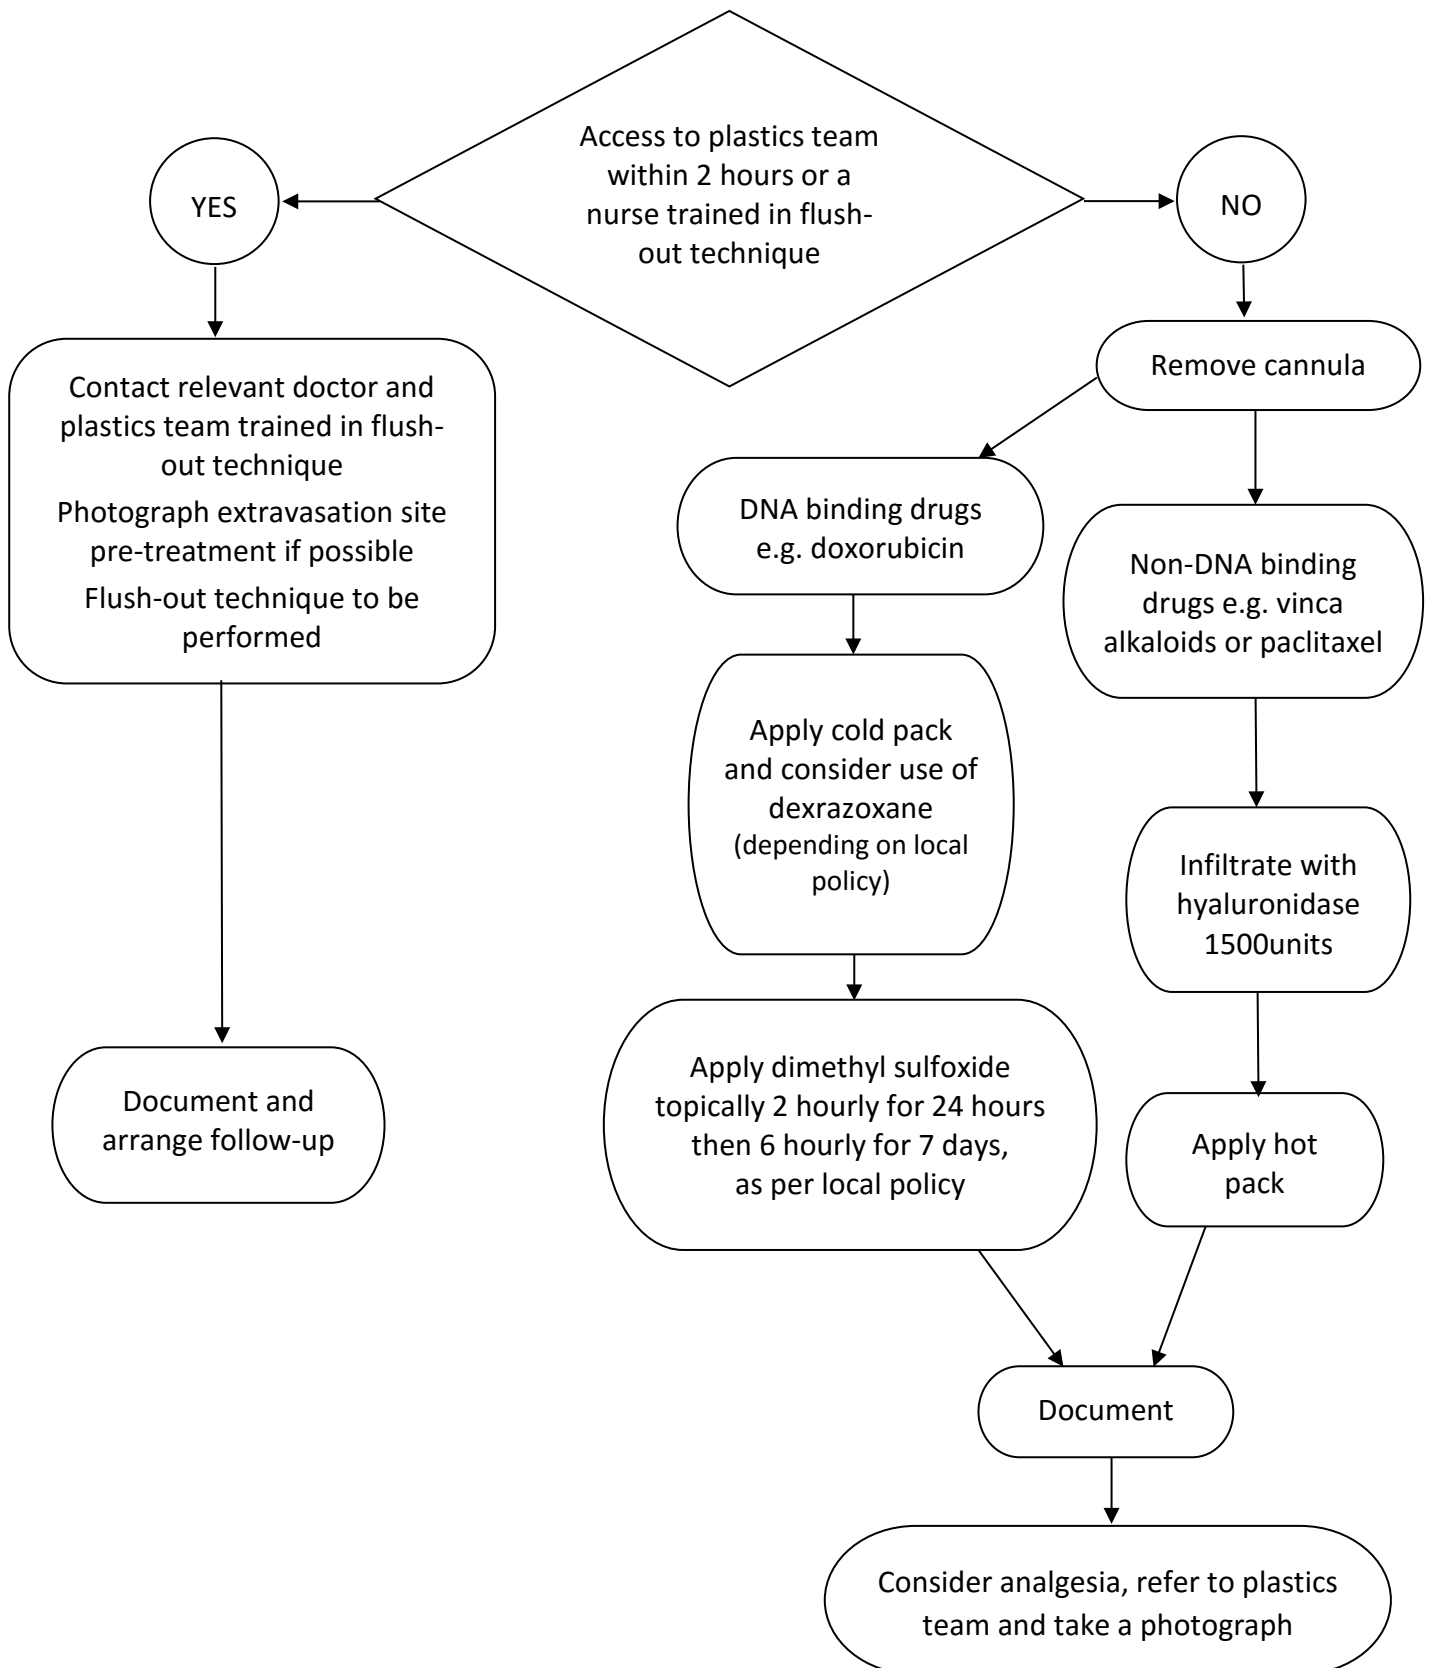 Access to plastics team
within 2 hours or a
nurse trained in flush-
out technique
YES
NO
Contact relevant doctor and
plastics team trained in flush-
out technique
Photograph extravasation site
pre-treatment if possible
Flush-out technique to be
performed
Document and
arrange follow-up
Remove cannula
DNA binding drugs
e.g. doxorubicin
Apply cold pack
and consider use of
dexrazoxane
(depending on local
policy)
Apply dimethyl sulfoxide
topically 2 hourly for 24 hours
then 6 hourly for 7 days,
as per local policy
Non-DNA binding
drugs e.g. vinca
alkaloids or paclitaxel
Infiltrate with
hyaluronidase
1500units
Apply hot
pack
Document
Consider analgesia, refer to plastics
team and take a photograph